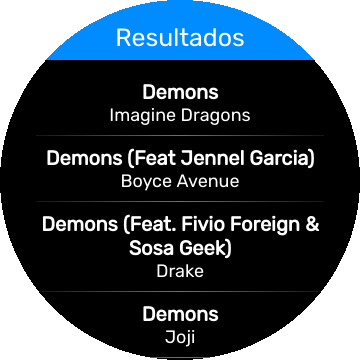 Resultados
Demons
Imagine Dragons
Demons (Feat Jennel Garcia)
Boyce Avenue
Demons (Feat. Fivio Foreign &
Sosa Geek)
Drake
Demons
Joji